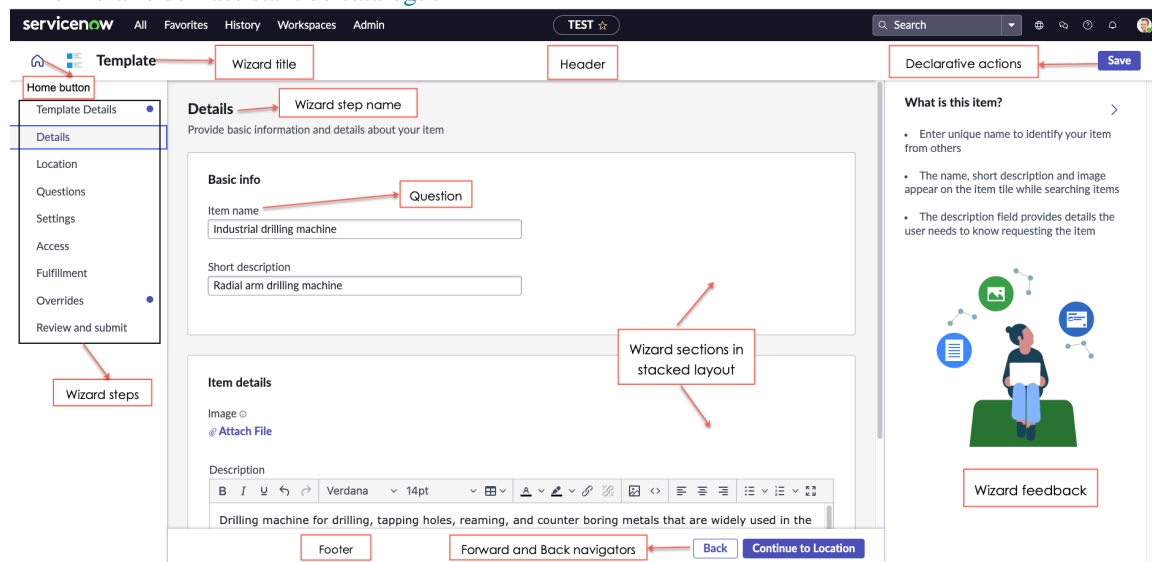 servicenow All Favorites History Workspaces Admin TEST Search
Template Wizard title Header Declarative actions Save
Home button
Template Details
Details
Location
Questions
Settings
Access
Fulfillment
Overrides
Review and submit
Wizard steps
Details Wizard step name
Provide basic information and details about your item
Basic info
Question
Item name
Industrial drilling machine
Short description
Radial arm drilling machine
Wizard sections in
stacked layout
Item details
Image
Attach File
Description
B I U Verdana 14pt A
Drilling machine for drilling, tapping holes, reaming, and counter boring metals that are widely used in the
Footer Forward and Back navigators Back Continue to Location
What is this item?
• Enter unique name to identify your item
from others
• The name, short description and image
appear on the item tile while searching items
• The description field provides details the
user needs to know requesting the item
Wizard feedback